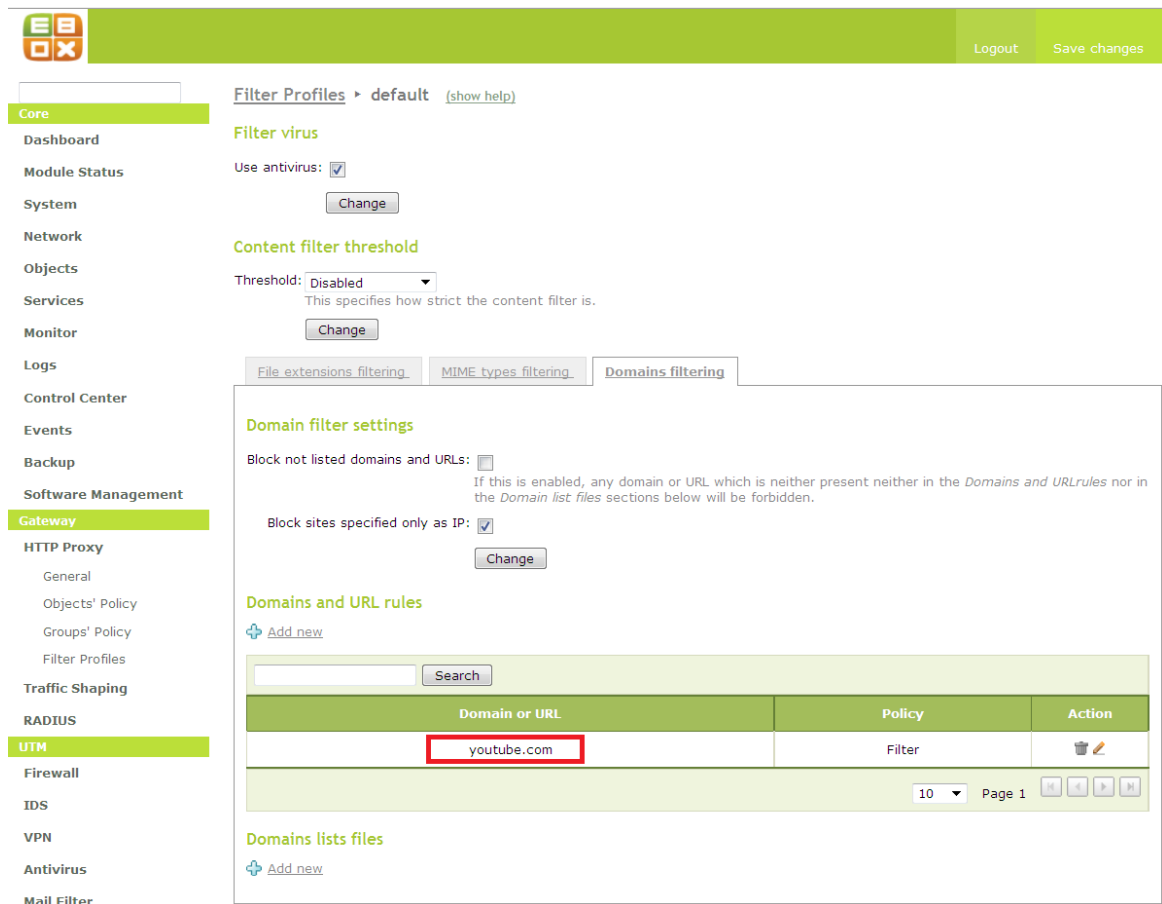 EBOX
Logout Save changes
Core
Dashboard
Module Status
System
Network
Objects
Services
Monitor
Logs
Control Center
Events
Backup
Software Management
Gateway
HTTP Proxy
General
Objects' Policy
Groups' Policy
Filter Profiles
Traffic Shaping
RADIUS
UTM
Firewall
IDS
VPN
Antivirus
Mail Filter
Filter Profiles ▸ default (show help)
Filter virus
Use antivirus:
Change
Content filter threshold
Threshold: Disabled
This specifies how strict the content filter is.
Change
File extensions filtering MIME types filtering Domains filtering
Domain filter settings
Block not listed domains and URLs:
If this is enabled, any domain or URL which is neither present neither in the Domains and URLrules nor in
the Domain list files sections below will be forbidden.
Block sites specified only as IP:
Change
Domains and URL rules
Add new
Search
Domain or URL Policy Action
youtube.com Filter
10 Page 1
Domains lists files
Add new